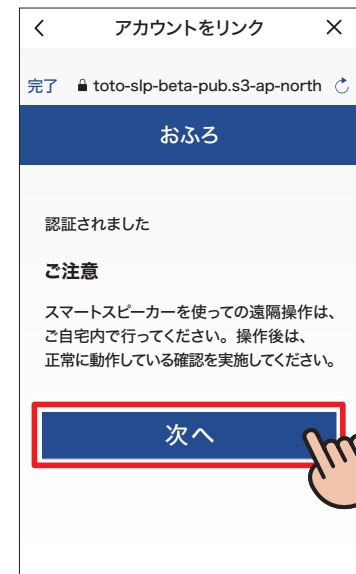 アカウントをリンク
完了 toto-slp-beta-pub.s3-ap-north
おふろ
認証されました
ご注意
スマートスピーカーを使っての遠隔操作は、
ご自宅内で行ってください。操作後は、
正常に動作している確認を実施してください。
次へ